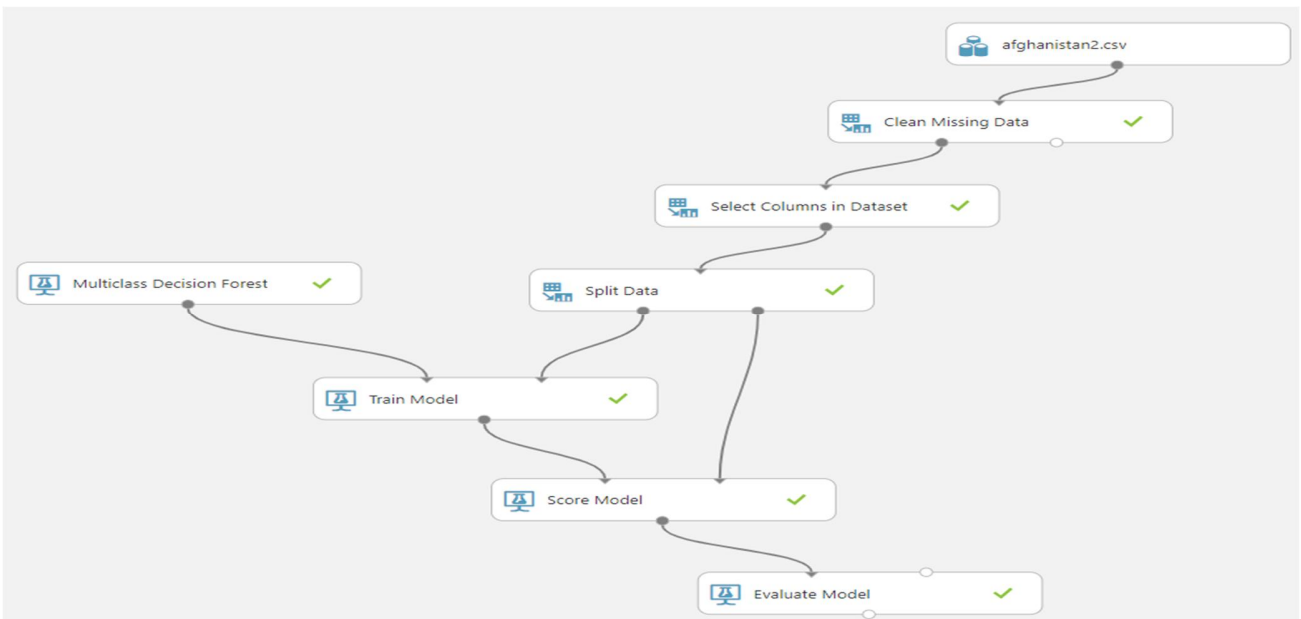 afghanistan2.csv
Clean Missing Data
Select Columns in Dataset
Multiclass Decision Forest
Split Data
Train Model
Score Model
Evaluate Model